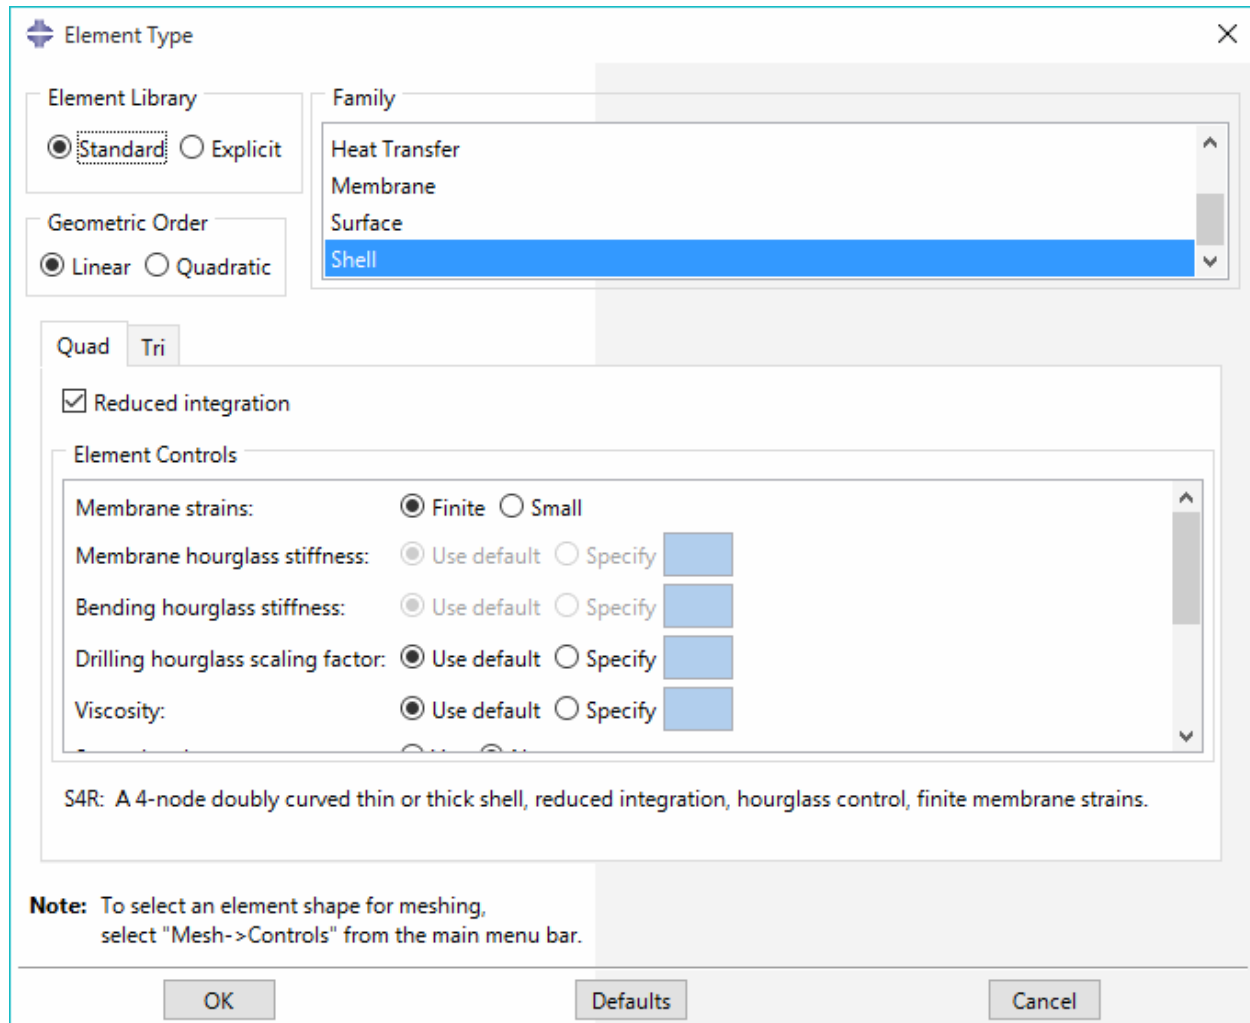 Element Type
Element Library
Family
Standard Explicit
Heat Transfer
Membrane
Surface
Shell
Geometric Order
Linear Quadratic
Quad Tri
Reduced integration
Element Controls
Membrane strains: Finite Small
Membrane hourglass stiffness: Use default Specify
Bending hourglass stiffness: Use default Specify
Drilling hourglass scaling factor: Use default Specify
Viscosity: Use default Specify
S4R: A 4-node doubly curved thin or thick shell, reduced integration, hourglass control, finite membrane strains.
Note: To select an element shape for meshing,
select "Mesh->Controls" from the main menu bar.
OK Defaults Cancel